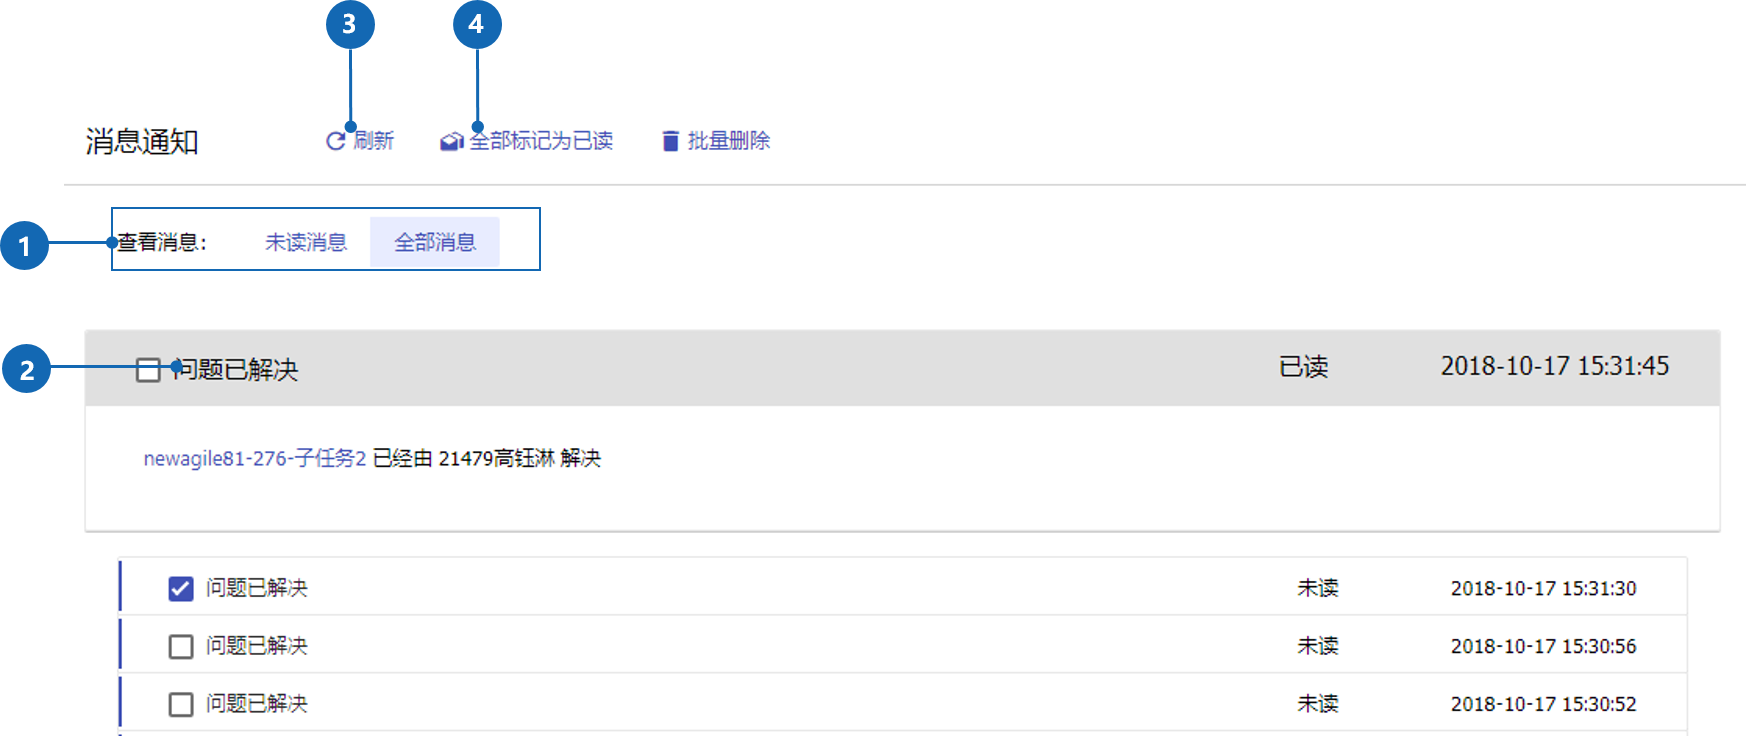 3 4
消息通知 刷新 全部标记为已读 批量删除
1 查看消息: 未读消息 全部消息
2 问题已解决 已读 2018-10-17 15:31:45
newagile81-276-子任务2 已经由 21479高钰淋 解决
问题已解决 未读 2018-10-17 15:31:30
问题已解决 未读 2018-10-17 15:30:56
问题已解决 未读 2018-10-17 15:30:52